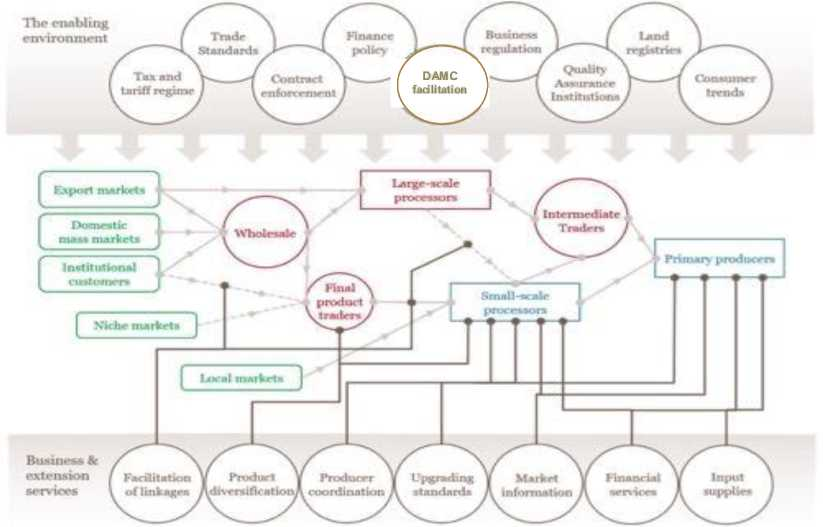 The enabling
environment
Tax and
tariff regime
Trade
Standards
Contract
enforcement
Finance
policy
DAMC
facilitation
Business
regulation
Quality
Assurance
Institutions
Land
registries
Consumer
trends
Export markets
Domestic
mass markets
Institutional
customers
Niche markets
Local markets
Wholesale
Final
product
traders
Large-scale
processors
Small-scale
processors
Intermediate
Traders
Primary producers
Business &
extension
services
Facilitation
of linkages
Product
diversification
Producer
coordination
Upgrading
standards
Market
information
Financial
services
Input
supplies